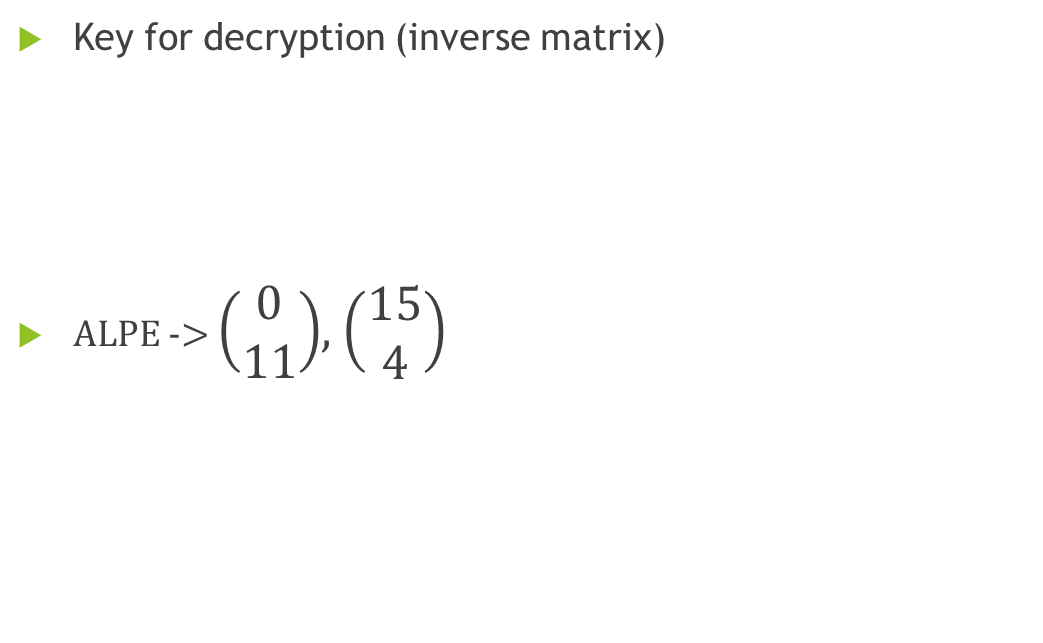 Key for decryption (inverse matrix)
ALPE -> (0 11), (15 4)